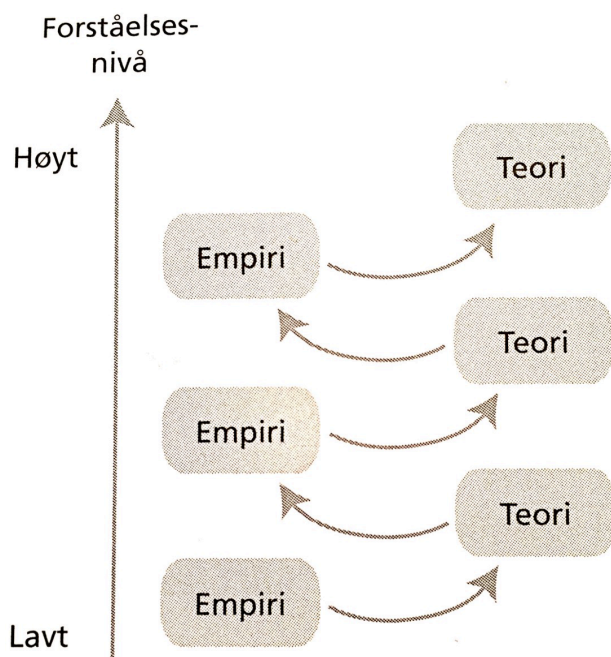 Forståelses-
nivå
Høyt
Teori
Empiri
Teori
Empiri
Teori
Empiri
Lavt